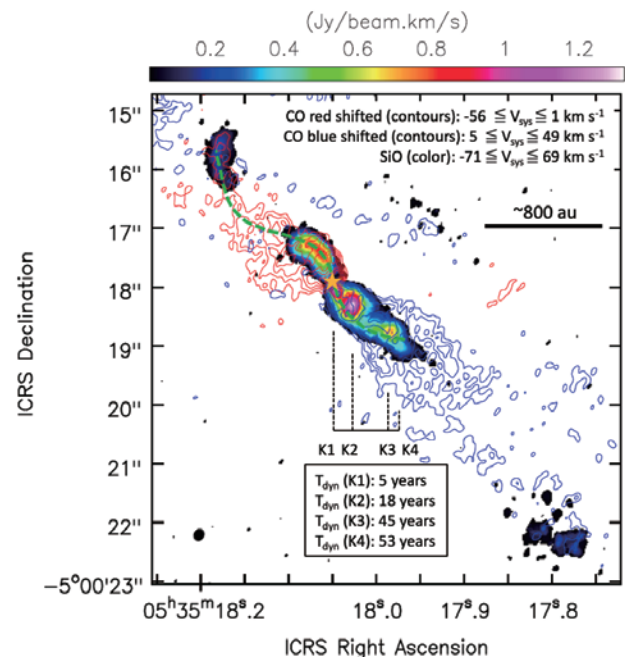 (Jy/beam.km/s)
0.2 0.4 0.6 0.8 1 1.2
CO red shifted (contours): -56 ≦ Vsys ≦ 1 km s⁻¹
CO blue shifted (contours): 5 ≦ Vsys ≦ 49 km s⁻¹
SiO (color): -71 ≦ Vsys ≦ 69 km s⁻¹
~800 au
15"
16"
17"
18"
19"
20"
21"
22"
-5°00'23"
ICRS Declination
K1 K2 K3 K4
Tdyn (K1): 5 years
Tdyn (K2): 18 years
Tdyn (K3): 45 years
Tdyn (K4): 53 years
05ʰ35ᵐ18ˢ.2 18ˢ.0 17ˢ.9 17ˢ.8
ICRS Right Ascension